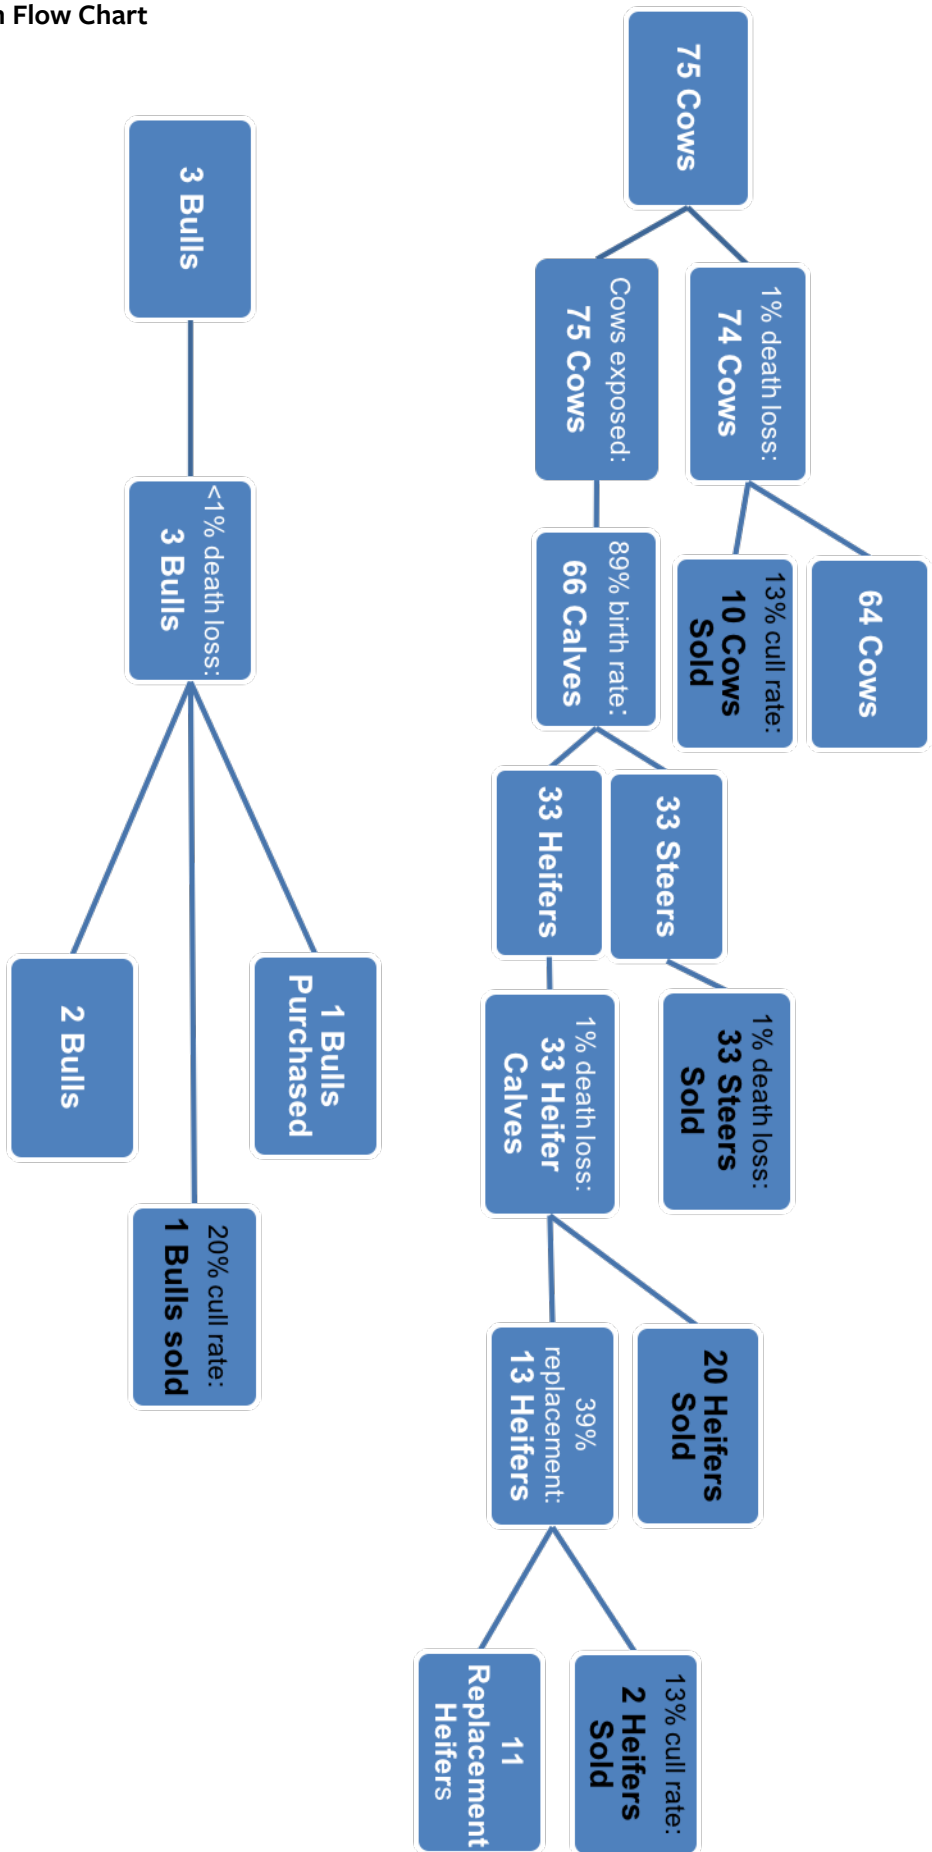 Flow Chart
75 Cows
1% death loss:
74 Cows
64 Cows
13% cull rate:
10 Cows
Sold
Cows exposed:
75 Cows
89% birth rate:
66 Calves
33 Steers
1% death loss:
33 Steers
Sold
33 Heifers
1% death loss:
33 Heifer
Calves
20 Heifers
Sold
39%
replacement:
13 Heifers
13% cull rate:
2 Heifers
Sold
11
Replacement
Heifers
3 Bulls
<1% death loss:
3 Bulls
1 Bulls
Purchased
20% cull rate:
1 Bulls sold
2 Bulls